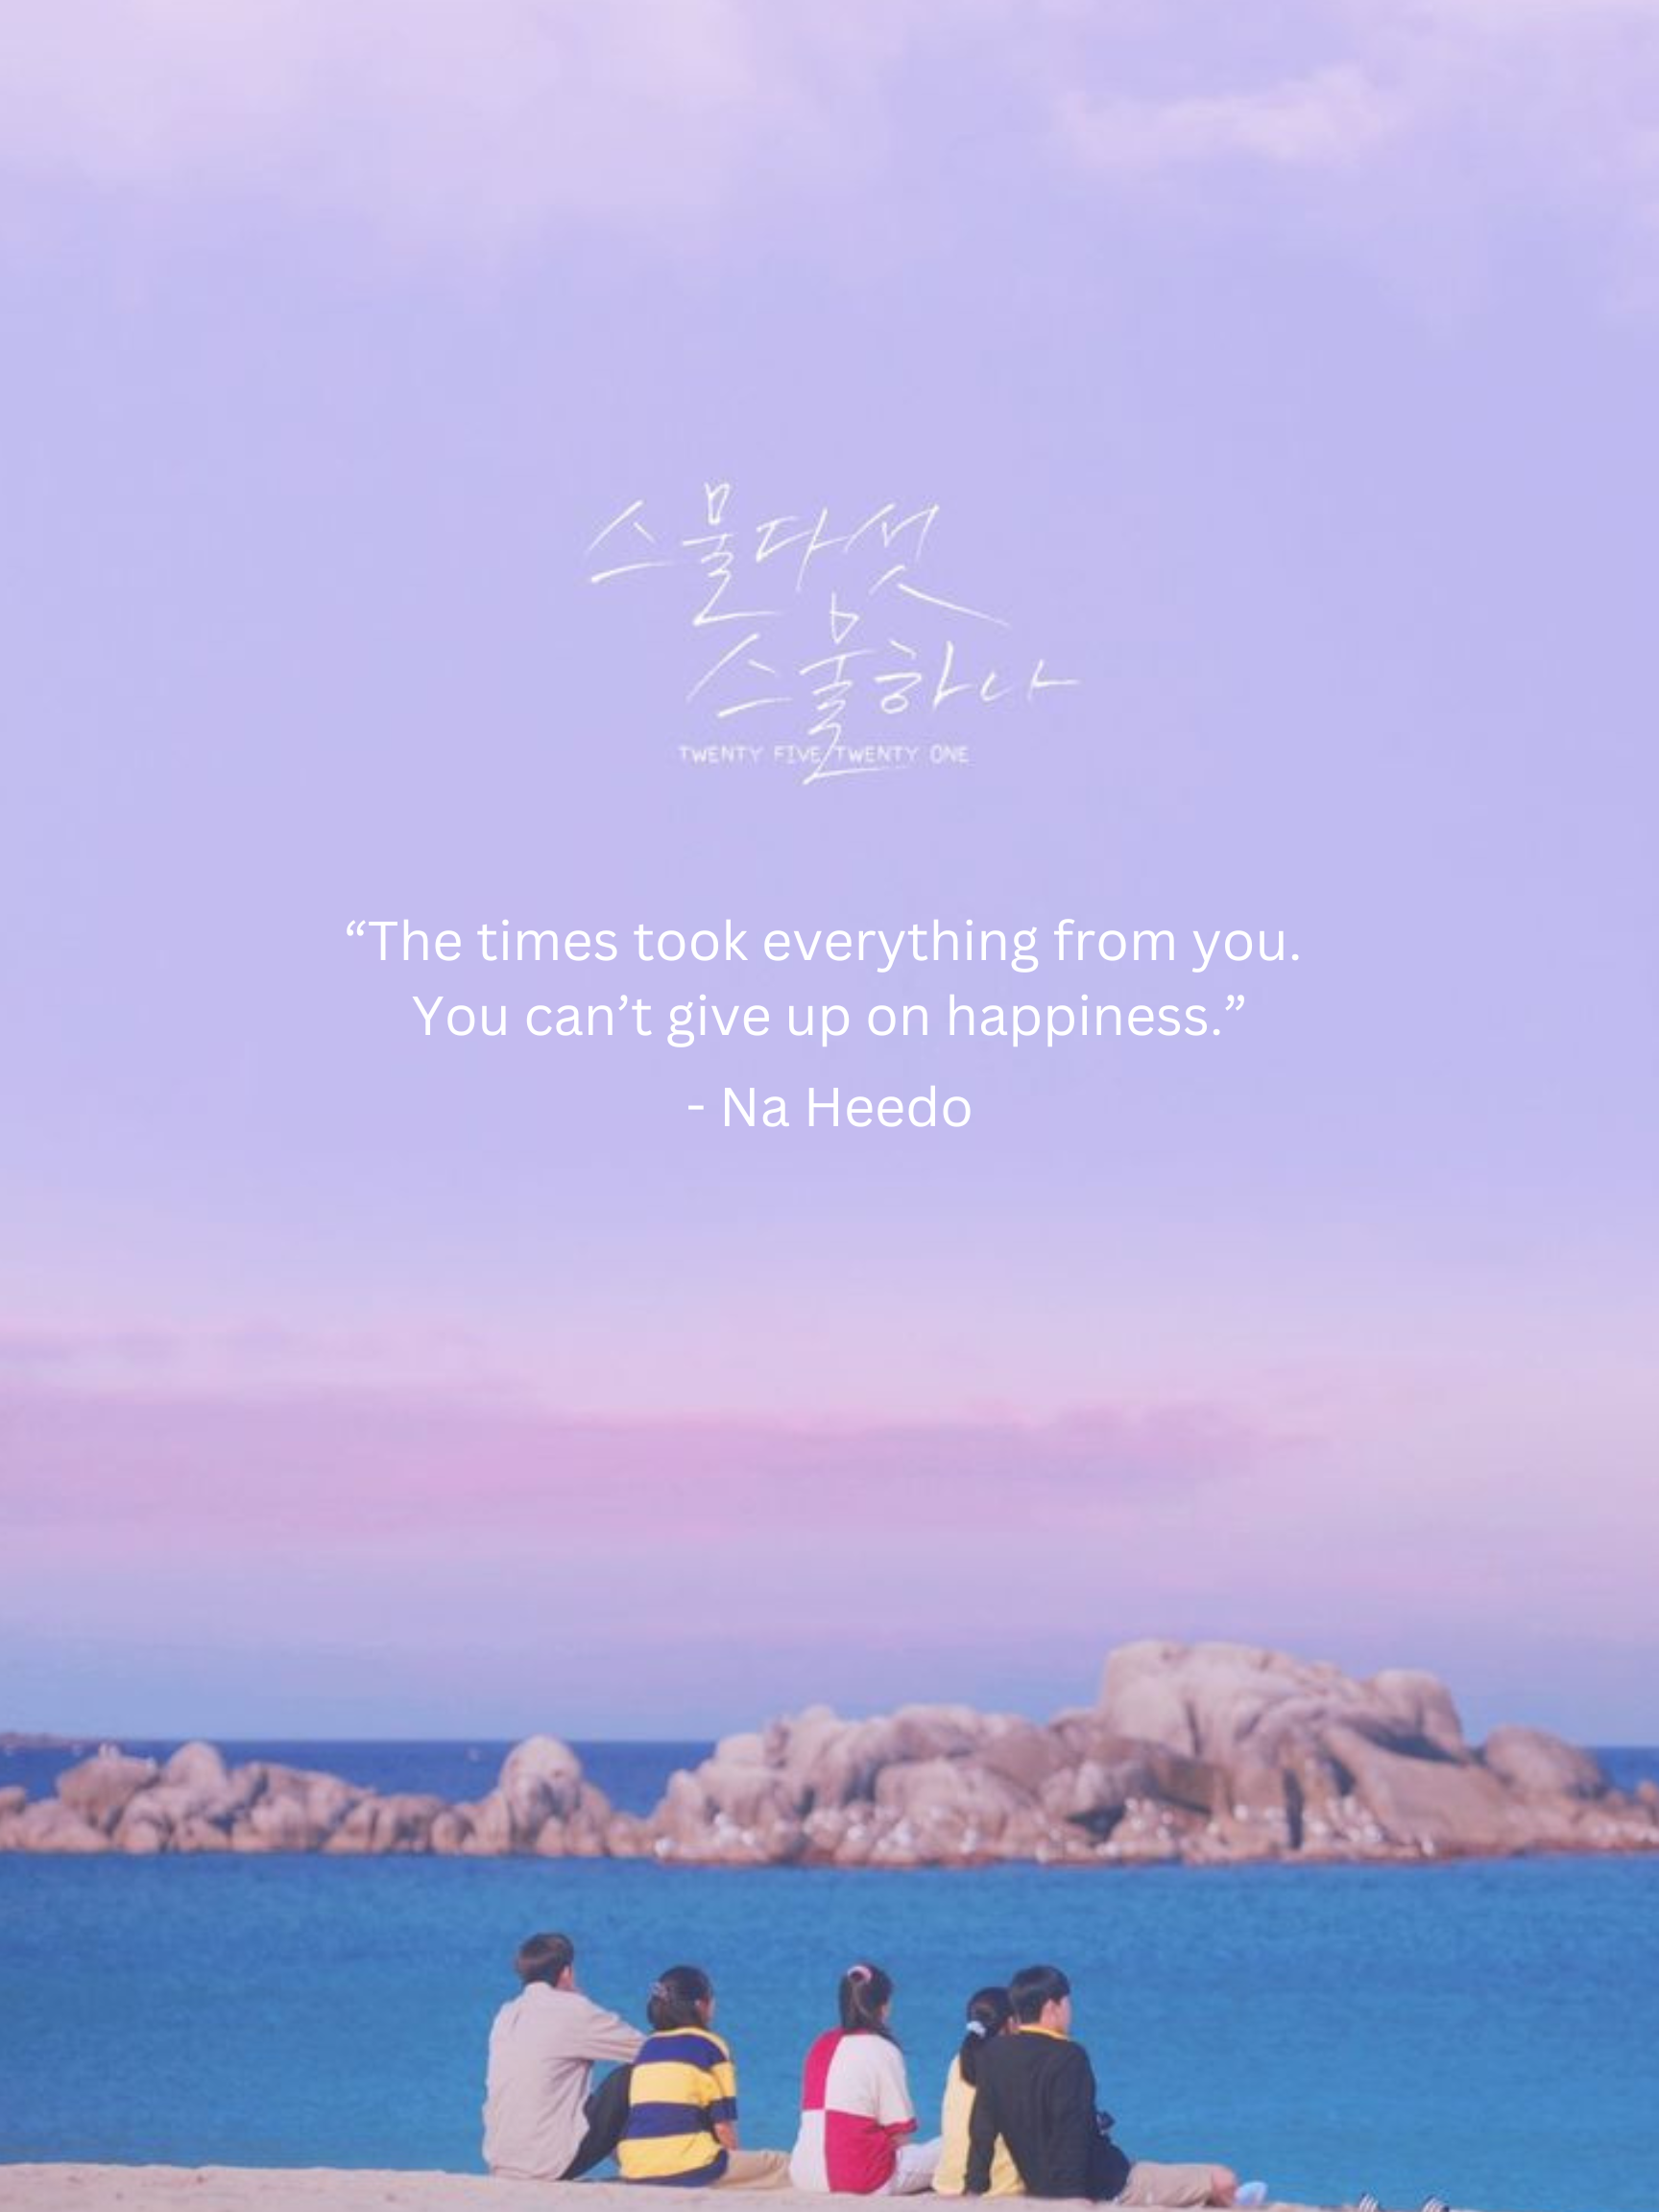 스물다섯
스물하나
TWENTY FIVE TWENTY ONE
“The times took everything from you.
You can’t give up on happiness.”
- Na Heedo